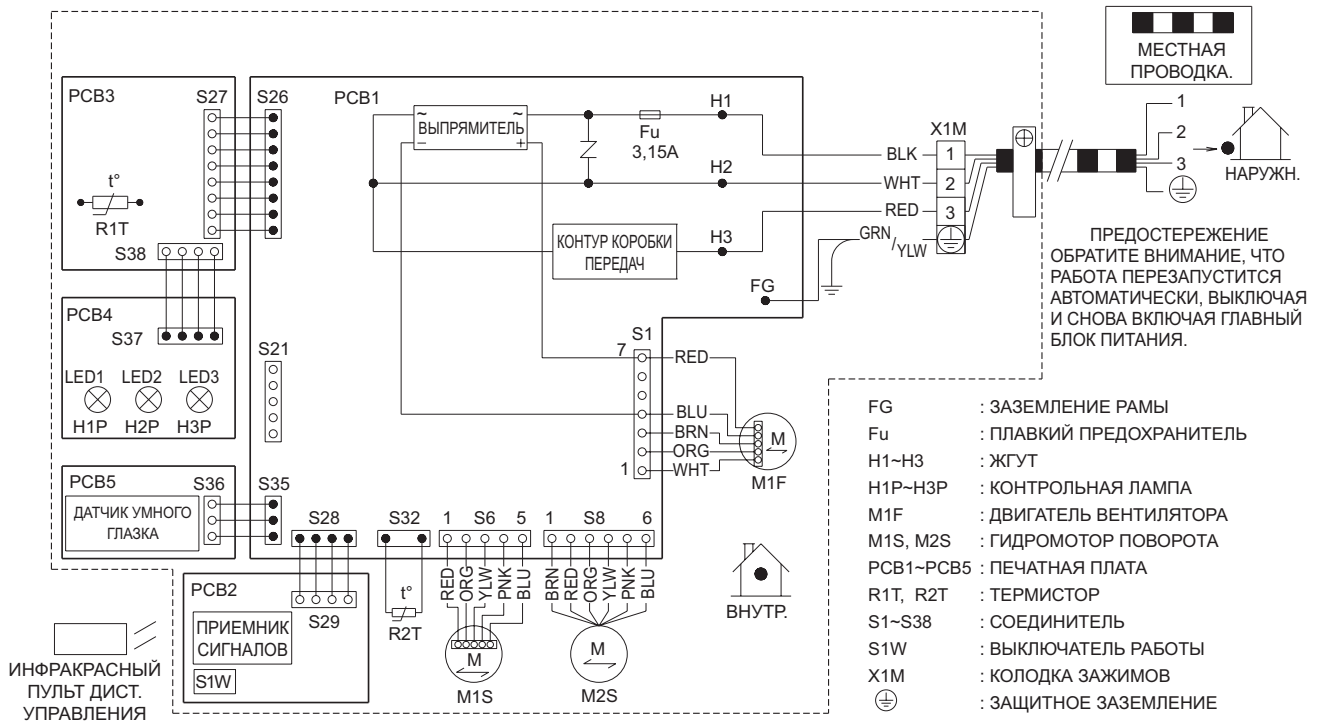 МЕСТНАЯ
ПРОВОДКА.
PCB3
S27
S26
PCB1
ВЫПРЯМИТЕЛЬ
~ ~
− +
Fu
3,15A
H1
H2
H3
X1M
BLK
1
WHT
2
RED
3
GRN/YLW
1
2
3
НАРУЖН.
t°
R1T
S38
КОНТУР КОРОБКИ
ПЕРЕДАЧ
FG
ПРЕДОСТЕРЕЖЕНИЕ
ОБРАТИТЕ ВНИМАНИЕ, ЧТО
РАБОТА ПЕРЕЗАПУСТИТСЯ
АВТОМАТИЧЕСКИ, ВЫКЛЮЧАЯ
И СНОВА ВКЛЮЧАЯ ГЛАВНЫЙ
БЛОК ПИТАНИЯ.
PCB4
S37
LED1 LED2 LED3
H1P H2P H3P
S21
S1
7
RED
BLU
BRN
ORG
1
WHT
M
M1F
PCB5
S36
S35
ДАТЧИК УМНОГО
ГЛАЗКА
S28
S32
1 S6 5
1 S8 6
RED ORG YLW PNK BLU
BRN RED ORG YLW PNK BLU
t°
R2T
M
M1S
M
M2S
ВНУТР.
PCB2
S29
ПРИЕМНИК
СИГНАЛОВ
S1W
ИНФРАКРАСНЫЙ
ПУЛЬТ ДИСТ.
УПРАВЛЕНИЯ
FG : ЗАЗЕМЛЕНИЕ РАМЫ
Fu : ПЛАВКИЙ ПРЕДОХРАНИТЕЛЬ
H1~H3 : ЖГУТ
H1P~H3P : КОНТРОЛЬНАЯ ЛАМПА
M1F : ДВИГАТЕЛЬ ВЕНТИЛЯТОРА
M1S, M2S : ГИДРОМОТОР ПОВОРОТА
PCB1~PCB5 : ПЕЧАТНАЯ ПЛАТА
R1T, R2T : ТЕРМИСТОР
S1~S38 : СОЕДИНИТЕЛЬ
S1W : ВЫКЛЮЧАТЕЛЬ РАБОТЫ
X1M : КОЛОДКА ЗАЖИМОВ
: ЗАЩИТНОЕ ЗАЗЕМЛЕНИЕ